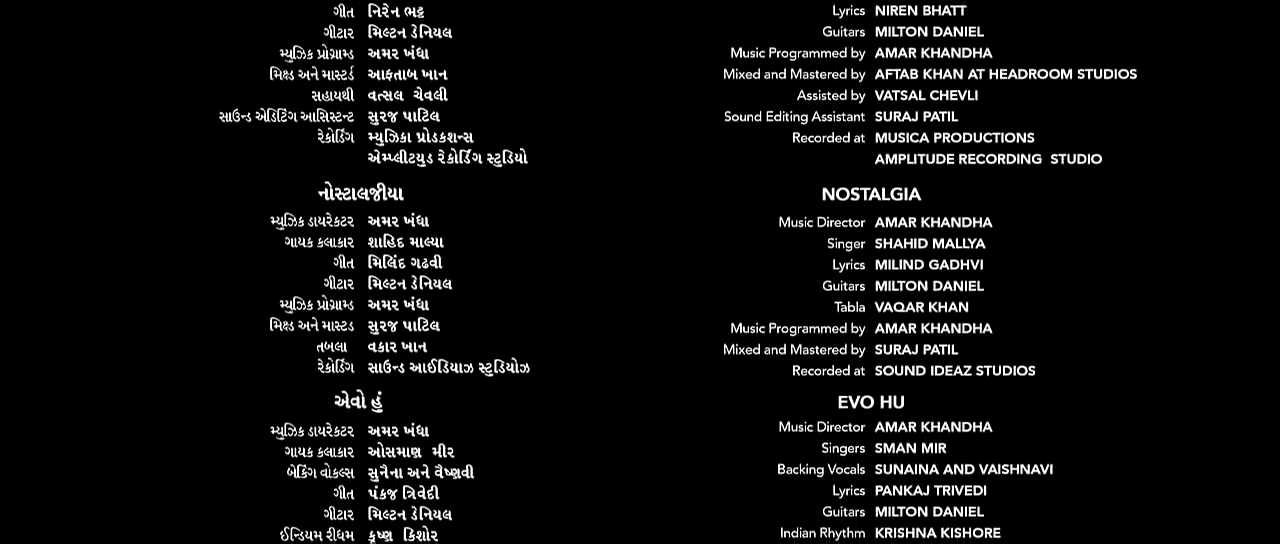 ગીત નિરેન ભટ્ટ
ગીટાર મિલ્ટન ડેનિયલ
મ્યુઝિક પ્રોગ્રામ્ડ અમર ખંધા
મિક્ષ્ડ અને માસ્ટર્ડ આફતાબ ખાન
સહાયથી વત્સલ ચેવલી
સાઉન્ડ એડિટિંગ આસિસ્ટન્ટ સુરજ પાટિલ
રેકોર્ડિંગ મ્યુઝિકા પ્રોડકશન્સ
એમ્પ્લીટયુડ રેકોર્ડિંગ સ્ટુડિયો
નોસ્ટાલજીયા
મ્યુઝિક ડાયરેકટર અમર ખંધા
ગાયક કલાકાર શાહિદ માલ્યા
ગીત મિલિંદ ગઢવી
ગીટાર મિલ્ટન ડેનિયલ
મ્યુઝિક પ્રોગ્રામ્ડ અમર ખંધા
મિક્ષ્ડ અને માસ્ટડ સુરજ પાટિલ
તબલા વકાર ખાન
રેકોર્ડિંગ સાઉન્ડ આઈડિયાઝ સ્ટુડિયોઝ
એવો હું
મ્યુઝિક ડાયરેકટર અમર ખંધા
ગાયક કલાકાર ઓસમાણ મીર
બેકિંગ વોકલ્સ સુનૈના અને વૈષ્ણવી
ગીત પંકજ ત્રિવેદી
ગીટાર મિલ્ટન ડેનિયલ
ઈન્ડિયમ રીધમ કૃષ્ણ કિશોર
Lyrics NIREN BHATT
Guitars MILTON DANIEL
Music Programmed by AMAR KHANDHA
Mixed and Mastered by AFTAB KHAN AT HEADROOM STUDIOS
Assisted by VATSAL CHEVLI
Sound Editing Assistant SURAJ PATIL
Recorded at MUSICA PRODUCTIONS
AMPLITUDE RECORDING STUDIO
NOSTALGIA
Music Director AMAR KHANDHA
Singer SHAHID MALLYA
Lyrics MILIND GADHVI
Guitars MILTON DANIEL
Tabla VAQAR KHAN
Music Programmed by AMAR KHANDHA
Mixed and Mastered by SURAJ PATIL
Recorded at SOUND IDEAZ STUDIOS
EVO HU
Music Director AMAR KHANDHA
Singers SMAN MIR
Backing Vocals SUNAINA AND VAISHNAVI
Lyrics PANKAJ TRIVEDI
Guitars MILTON DANIEL
Indian Rhythm KRISHNA KISHORE